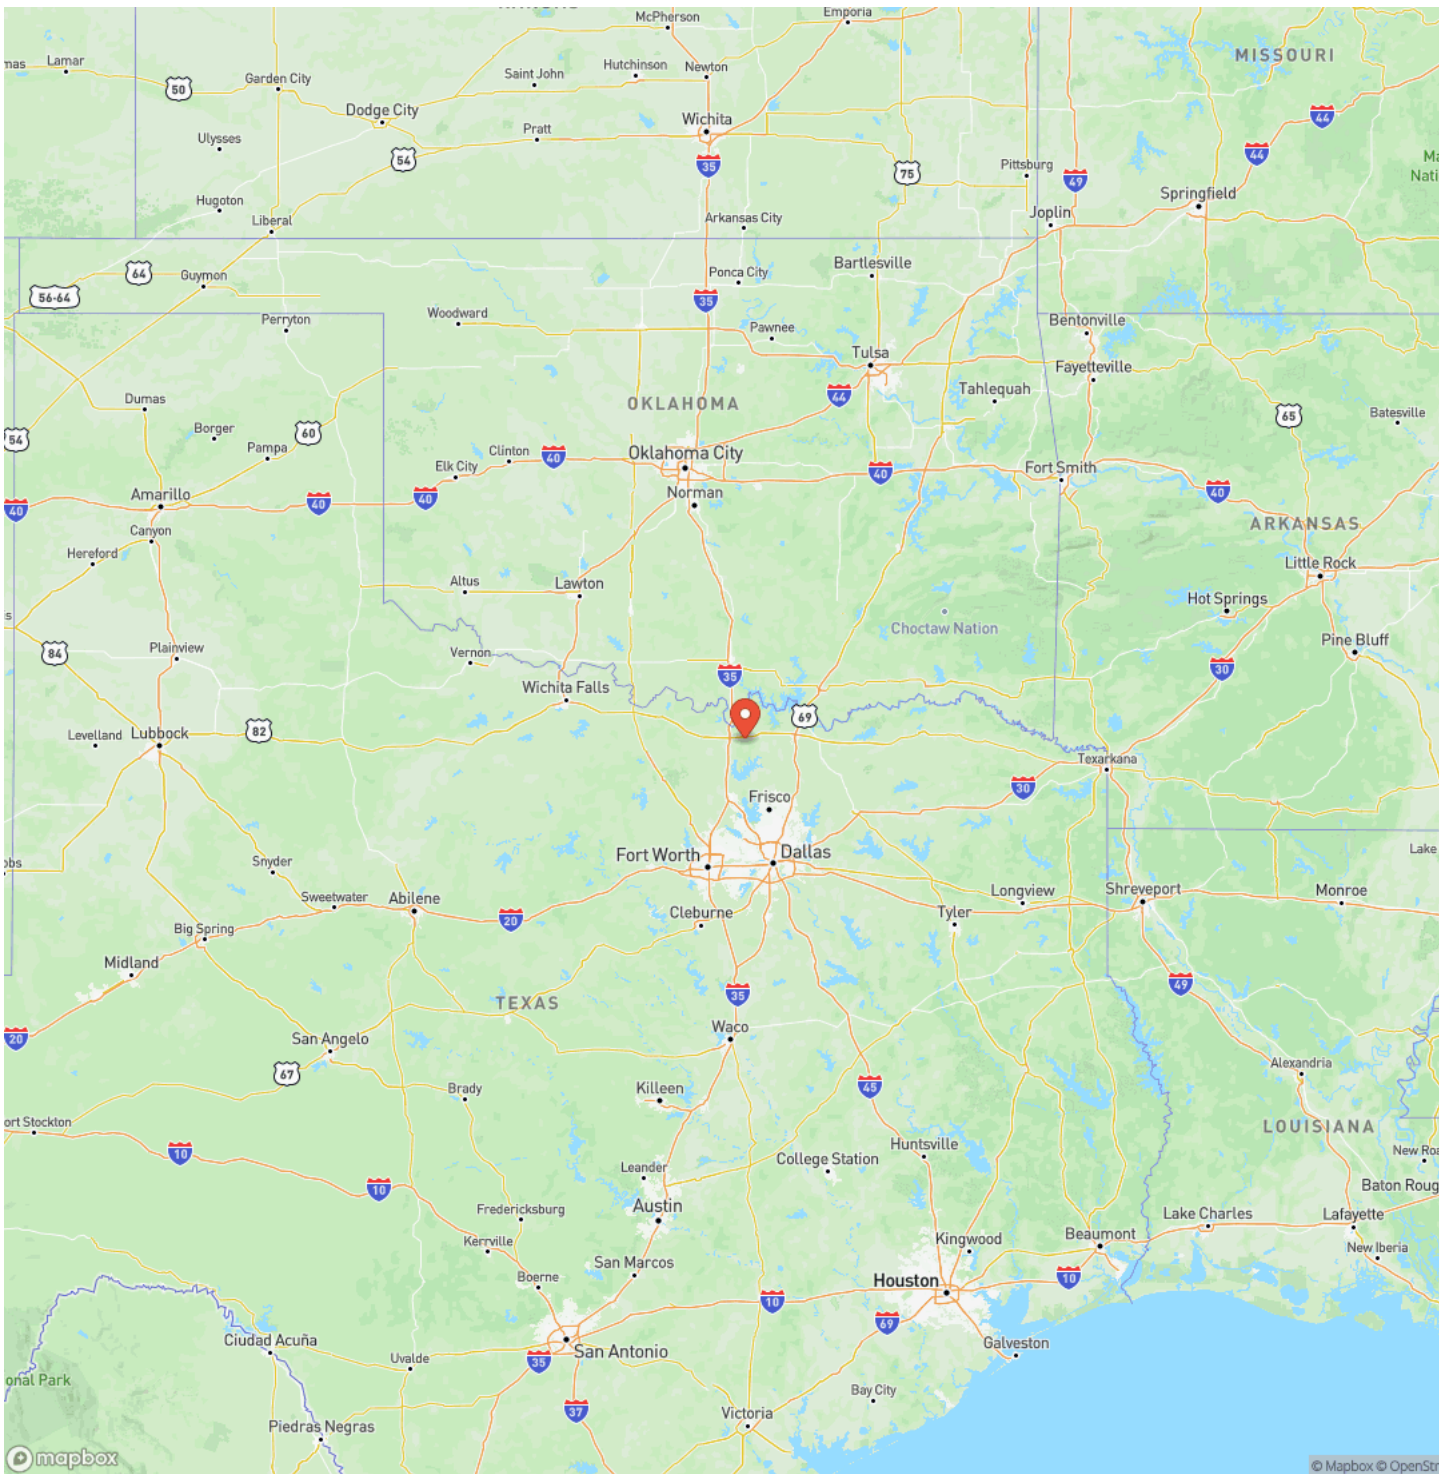 McPherson
Emporia
Lamar
Garden City
Saint John
Hutchinson
Newton
MISSOURI
50
Dodge City
Wichita
44
Ulysses
Pratt
54
35
75
Pittsburg
49
44
Hugoton
Liberal
Arkansas City
Joplin
Springfield
64
Guymon
Ponca City
Bartlesville
56-64
35
Perryton
Woodward
Pawnee
Bentonville
Tulsa
Fayetteville
Dumas
OKLAHOMA
44
Tahlequah
65
Batesville
54
Borger
60
Pampa
Clinton
40
Oklahoma City
Elk City
40
Fort Smith
40
Amarillo
40
40
40
Norman
ARKANSAS
Canyon
Hereford
Altus
Lawton
Little Rock
Hot Springs
Choctaw Nation
84
Plainview
Vernon
35
30
Pine Bluff
Wichita Falls
69
Levelland
Lubbock
82
Texarkana
30
Frisco
Fort Worth
Dallas
Lake
Snyder
Sweetwater
Abilene
20
Cleburne
Longview
Tyler
Shreveport
Monroe
Big Spring
Midland
35
49
TEXAS
20
San Angelo
67
Waco
Alexandria
Brady
Killeen
45
ort Stockton
10
Huntsville
LOUISIANA
10
Leander
College Station
New Roa
Baton Roug
Fredericksburg
Austin
Lake Charles
Lafayette
Kerrville
Kingwood
Beaumont
New Iberia
San Marcos
Boerne
Houston
10
10
69
Ciudad Acuña
Uvalde
35
San Antonio
Galveston
onal Park
37
Bay City
Piedras Negras
Victoria
mapbox
© Mapbox © OpenStr